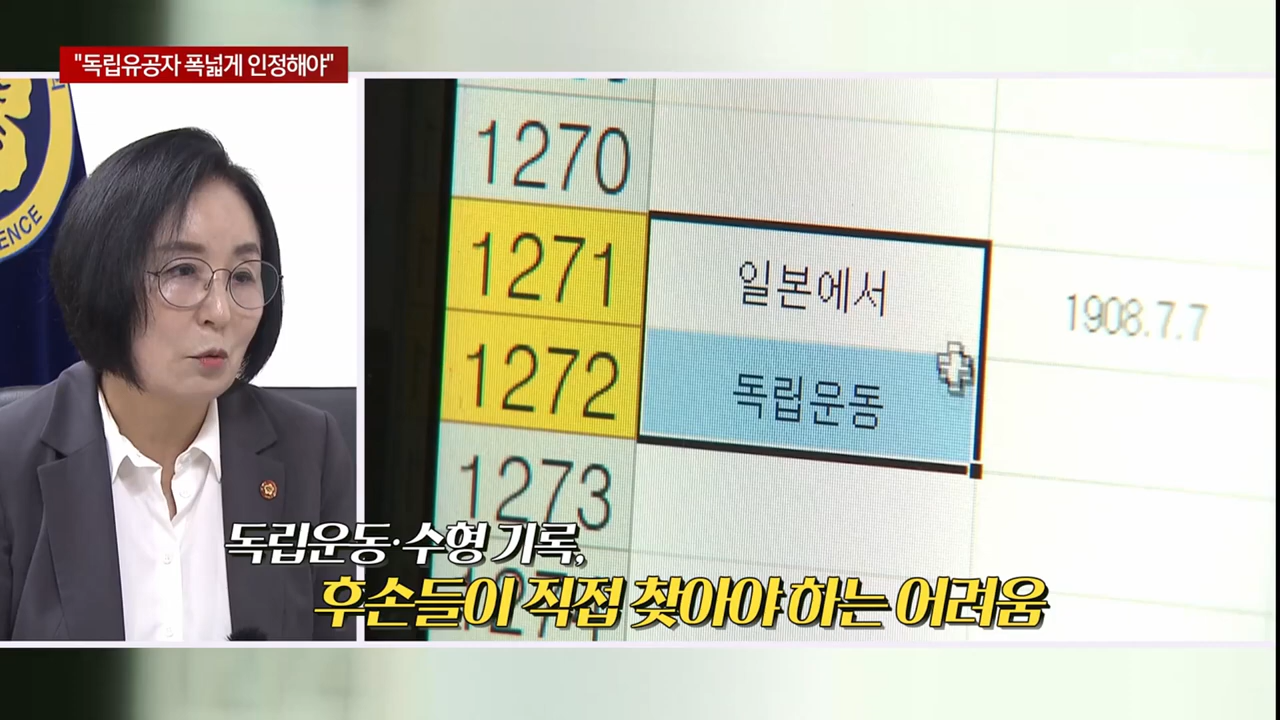 "독립유공자 폭넓게 인정해야"
ENCE
1270
1271
일본에서
1908.7.7
1272
독립운동
1273
독립운동·수형 기록,
후손들이 직접 찾아야 하는 어려움